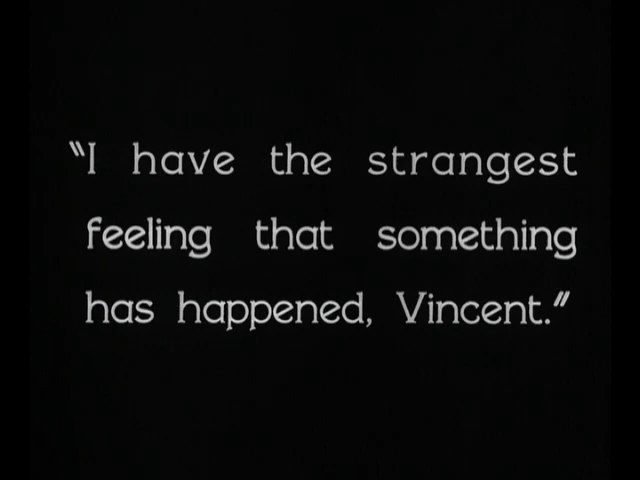 "I have the strangest
feeling that something
has happened, Vincent."